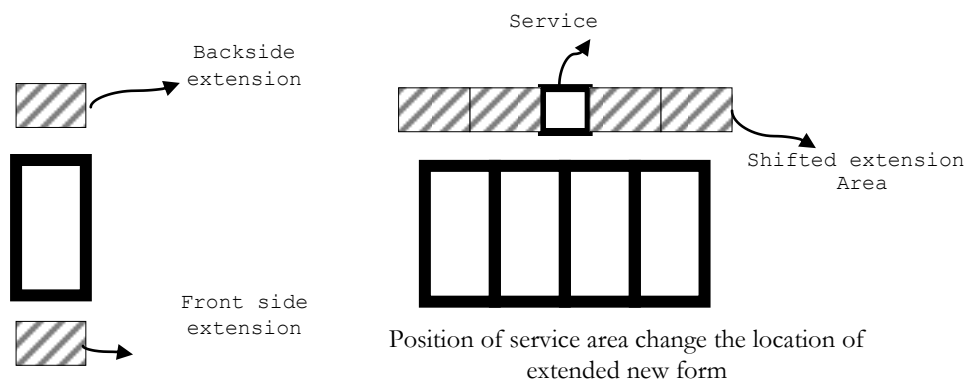 Service
Backside
extension
Shifted extension
Area
Front side
extension
Position of service area change the location of
extended new form